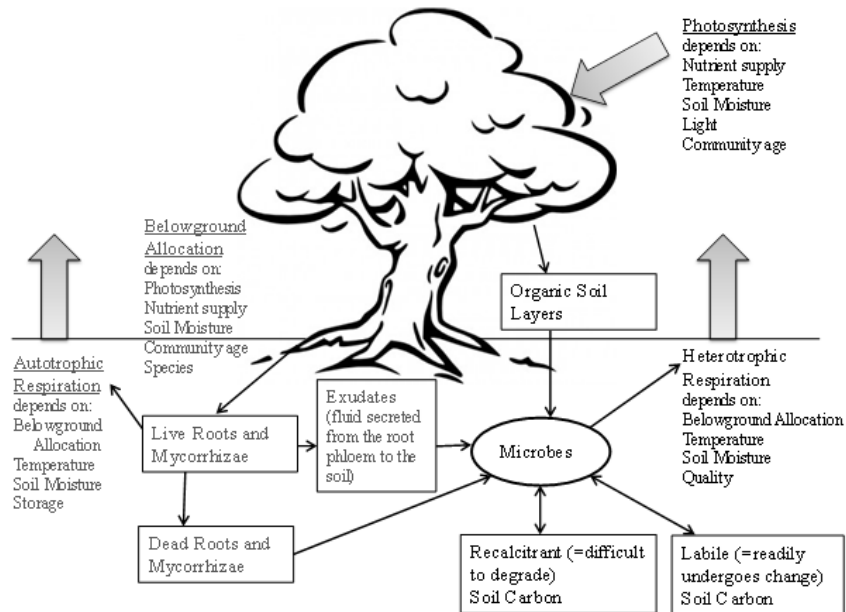 Photosynthesis
depends on:
Nutrient supply
Temperature
Soil Moisture
Light
Community age
Belowground
Allocation
depends on:
Photosynthesis
Nutrient supply
Soil Moisture
Community age
Species
Organic Soil
Layers
Autotrophic
Respiration
depends on:
Belowground
Allocation
Temperature
Soil Moisture
Storage
Live Roots and
Mycorrhizae
Exudates
(fluid secreted
from the root
phloem to the
soil)
Microbes
Heterotrophic
Respiration
depends on:
Belowground Allocation
Temperature
Soil Moisture
Quality
Dead Roots and
Mycorrhizae
Recalcitrant (=difficult
to degrade)
Soil Carbon
Labile (=readily
undergoes change)
Soil Carbon